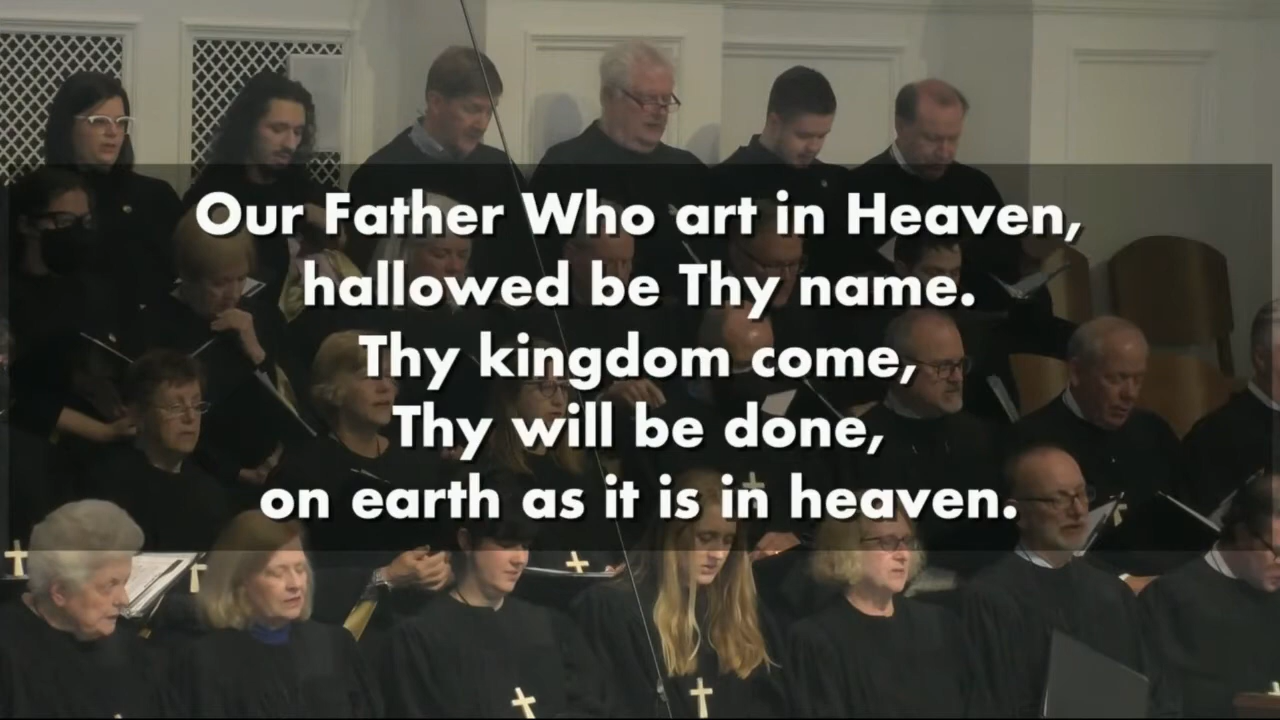 Our Father Who art in Heaven,
hallowed be Thy name.
Thy kingdom come,
Thy will be done,
on earth as it is in heaven.